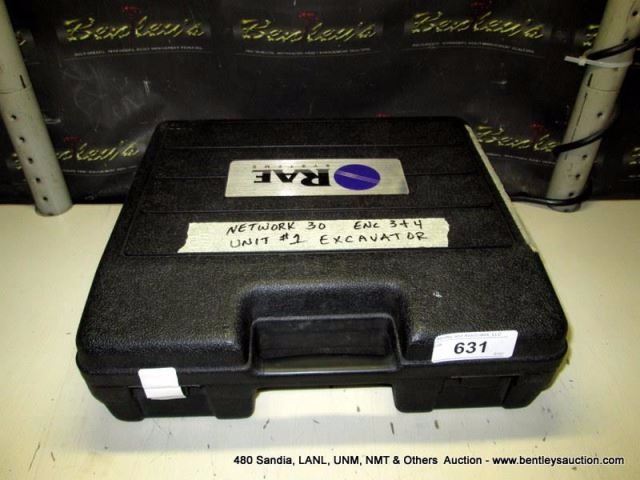 Bentley's Bentley's Bentley's Bentley's
Bentley's Bentley's
RAE
SYSTEMS
NETWORK 30 ENC 3+4
UNIT #1 EXCAVATOR
631
480 Sandia, LANL, UNM, NMT & Others Auction - www.bentleysauction.com